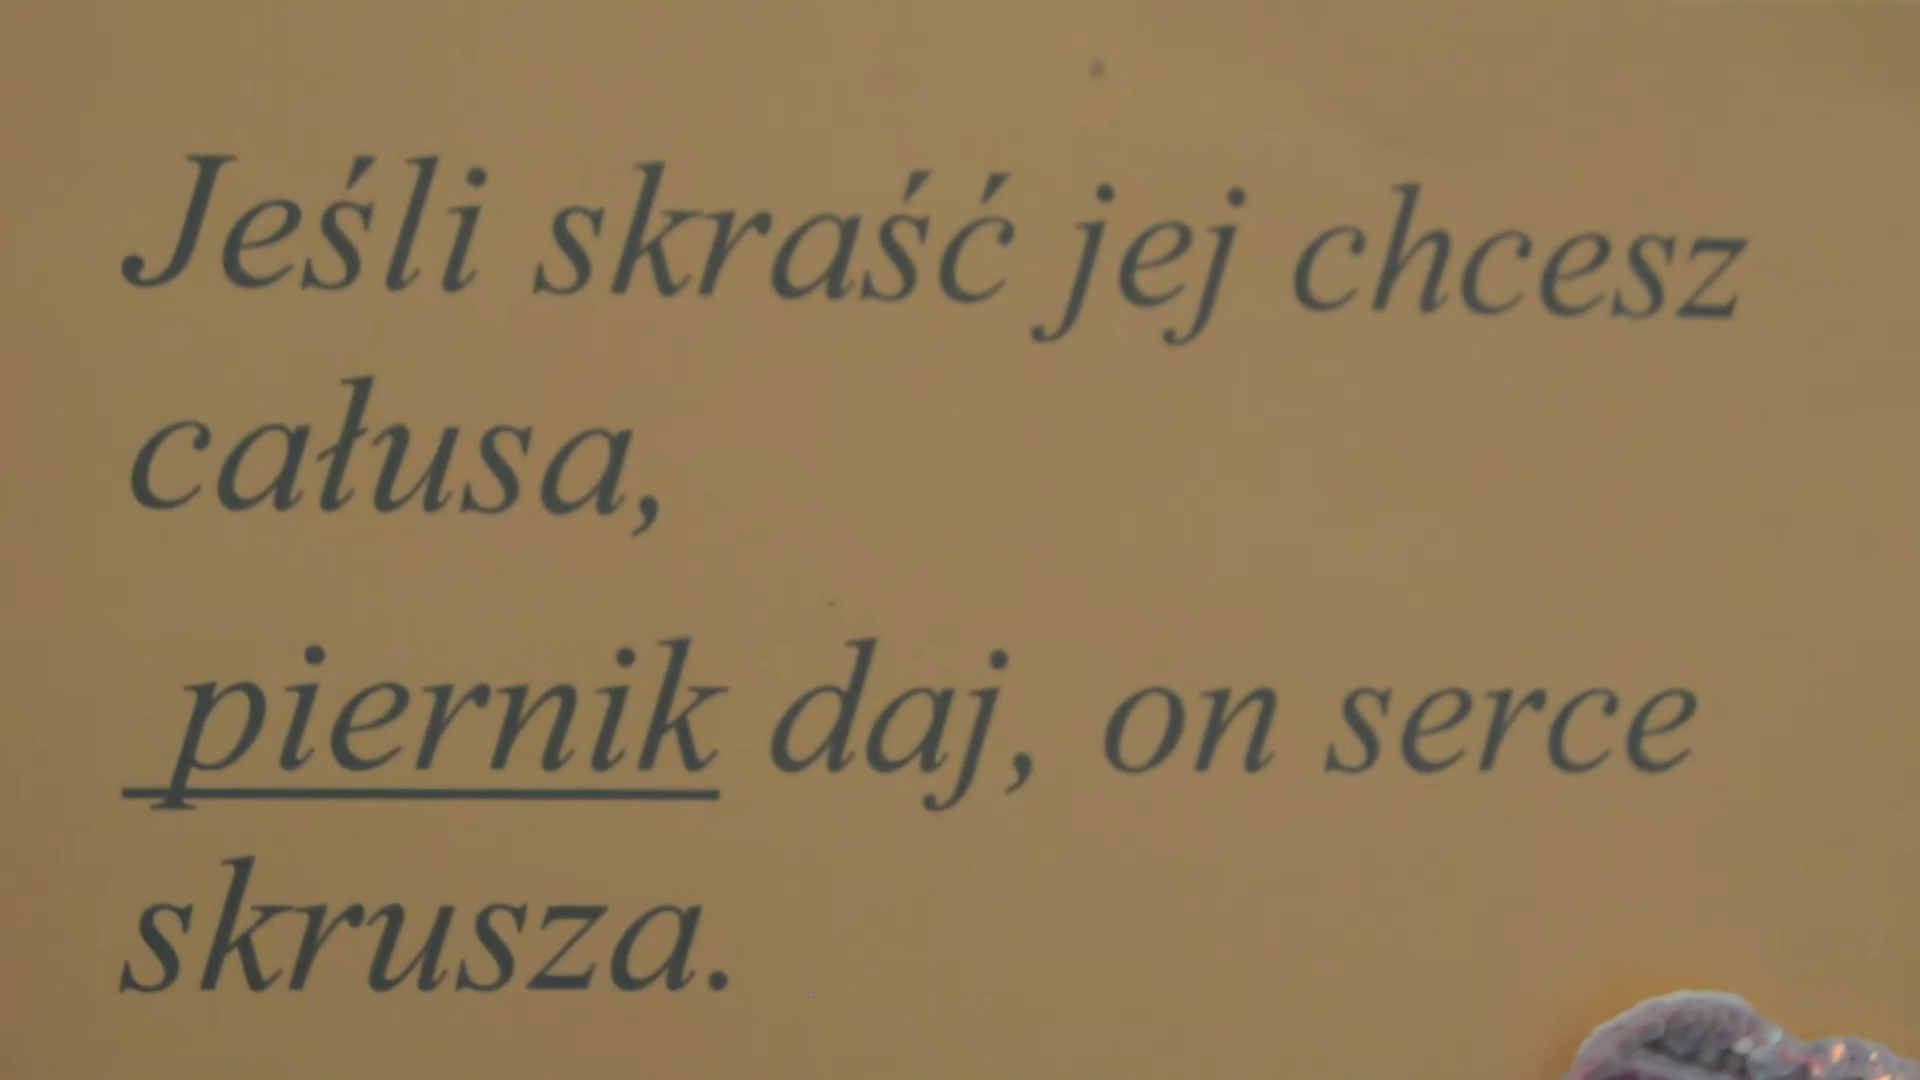 Jeśli skraść jej chcesz
całusa,
piernik daj, on serce
skrusza.